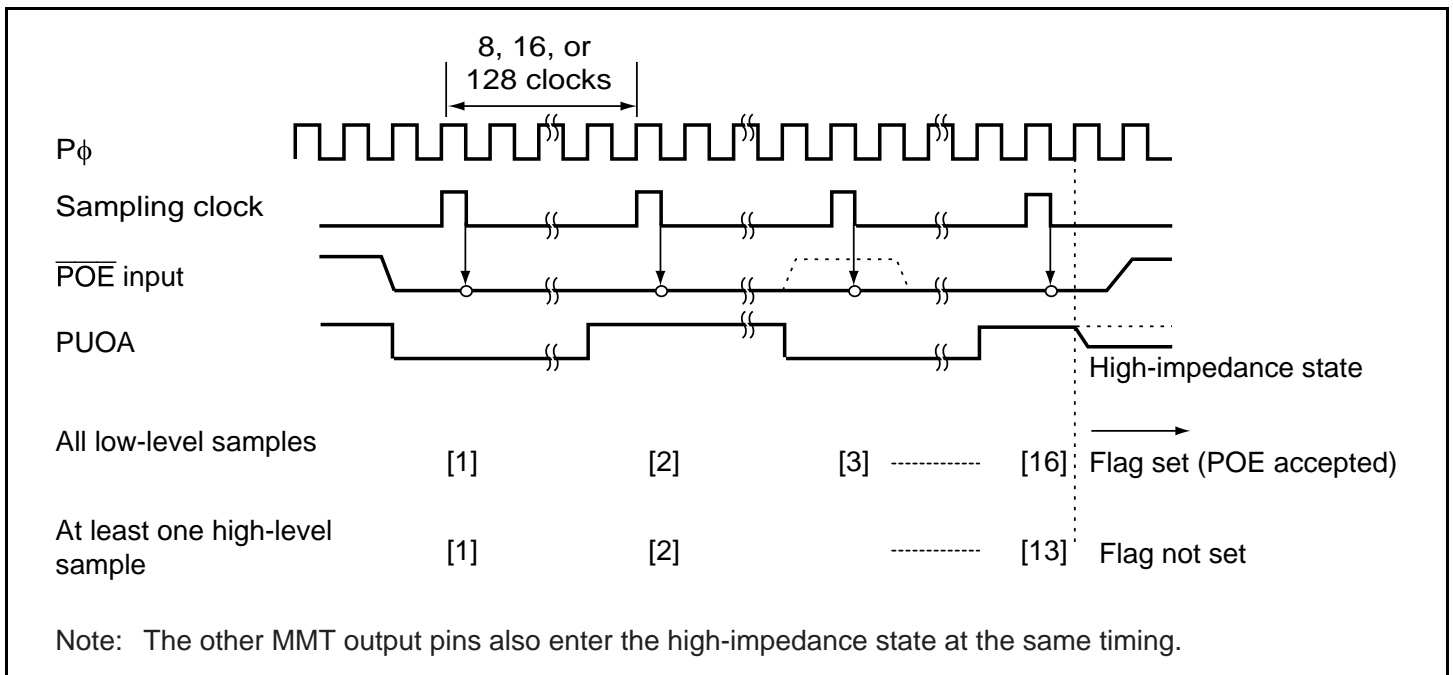 8, 16, or
128 clocks
Pϕ
Sampling clock
P̅O̅E̅ input
PUOA
High-impedance state
All low-level samples [1] [2] [3] [16] Flag set (POE accepted)
At least one high-level
sample [1] [2] [13] Flag not set
Note: The other MMT output pins also enter the high-impedance state at the same timing.